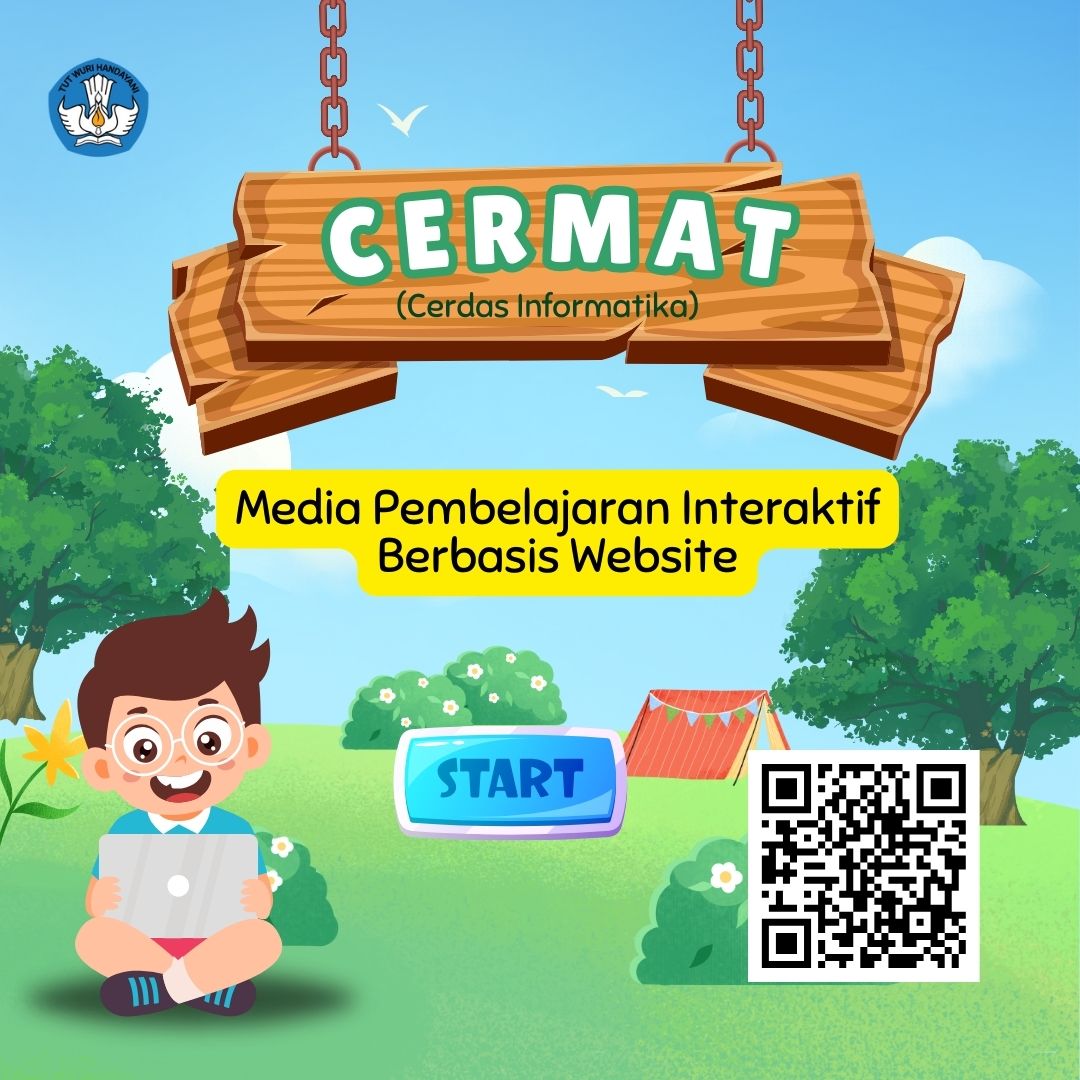 TUT WURI HANDAYANI
CERMAT
(Cerdas Informatika)
Media Pembelajaran Interaktif
Berbasis Website
START